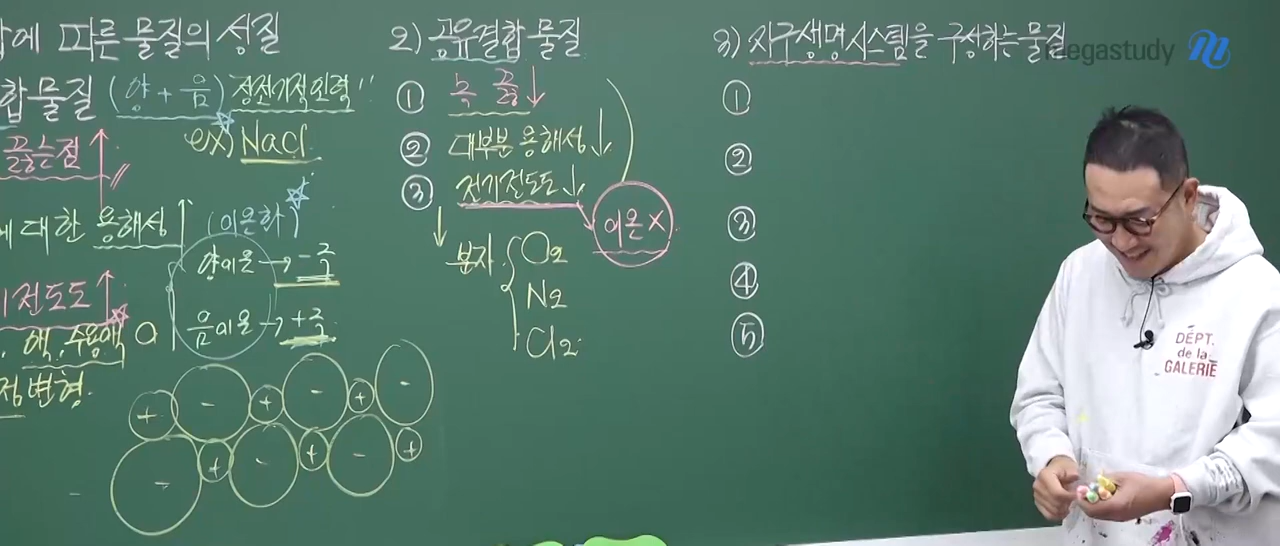 에 따른 물질의 성질
합물질 (양 + 음) 정전기적인력
끓는점 ↑ ex) NaCl
에 대한 용해성 ↑ (이온화)
양이온 → -극
음이온 → +극
전도도 ↑
액, 수용액 O
점 변형.
+ - + - + -
- + - + - +
2) 공유결합 물질
① 녹 끓 ↓
② 대부분 용해성 ↓
③ 전기전도도 ↓ 이온 X
분자 O2
N2
Cl2
3) 지구생명시스템을 구성하는 물질
①
②
③
④
⑤
megastudy
DEPT.
de la
GALERIE